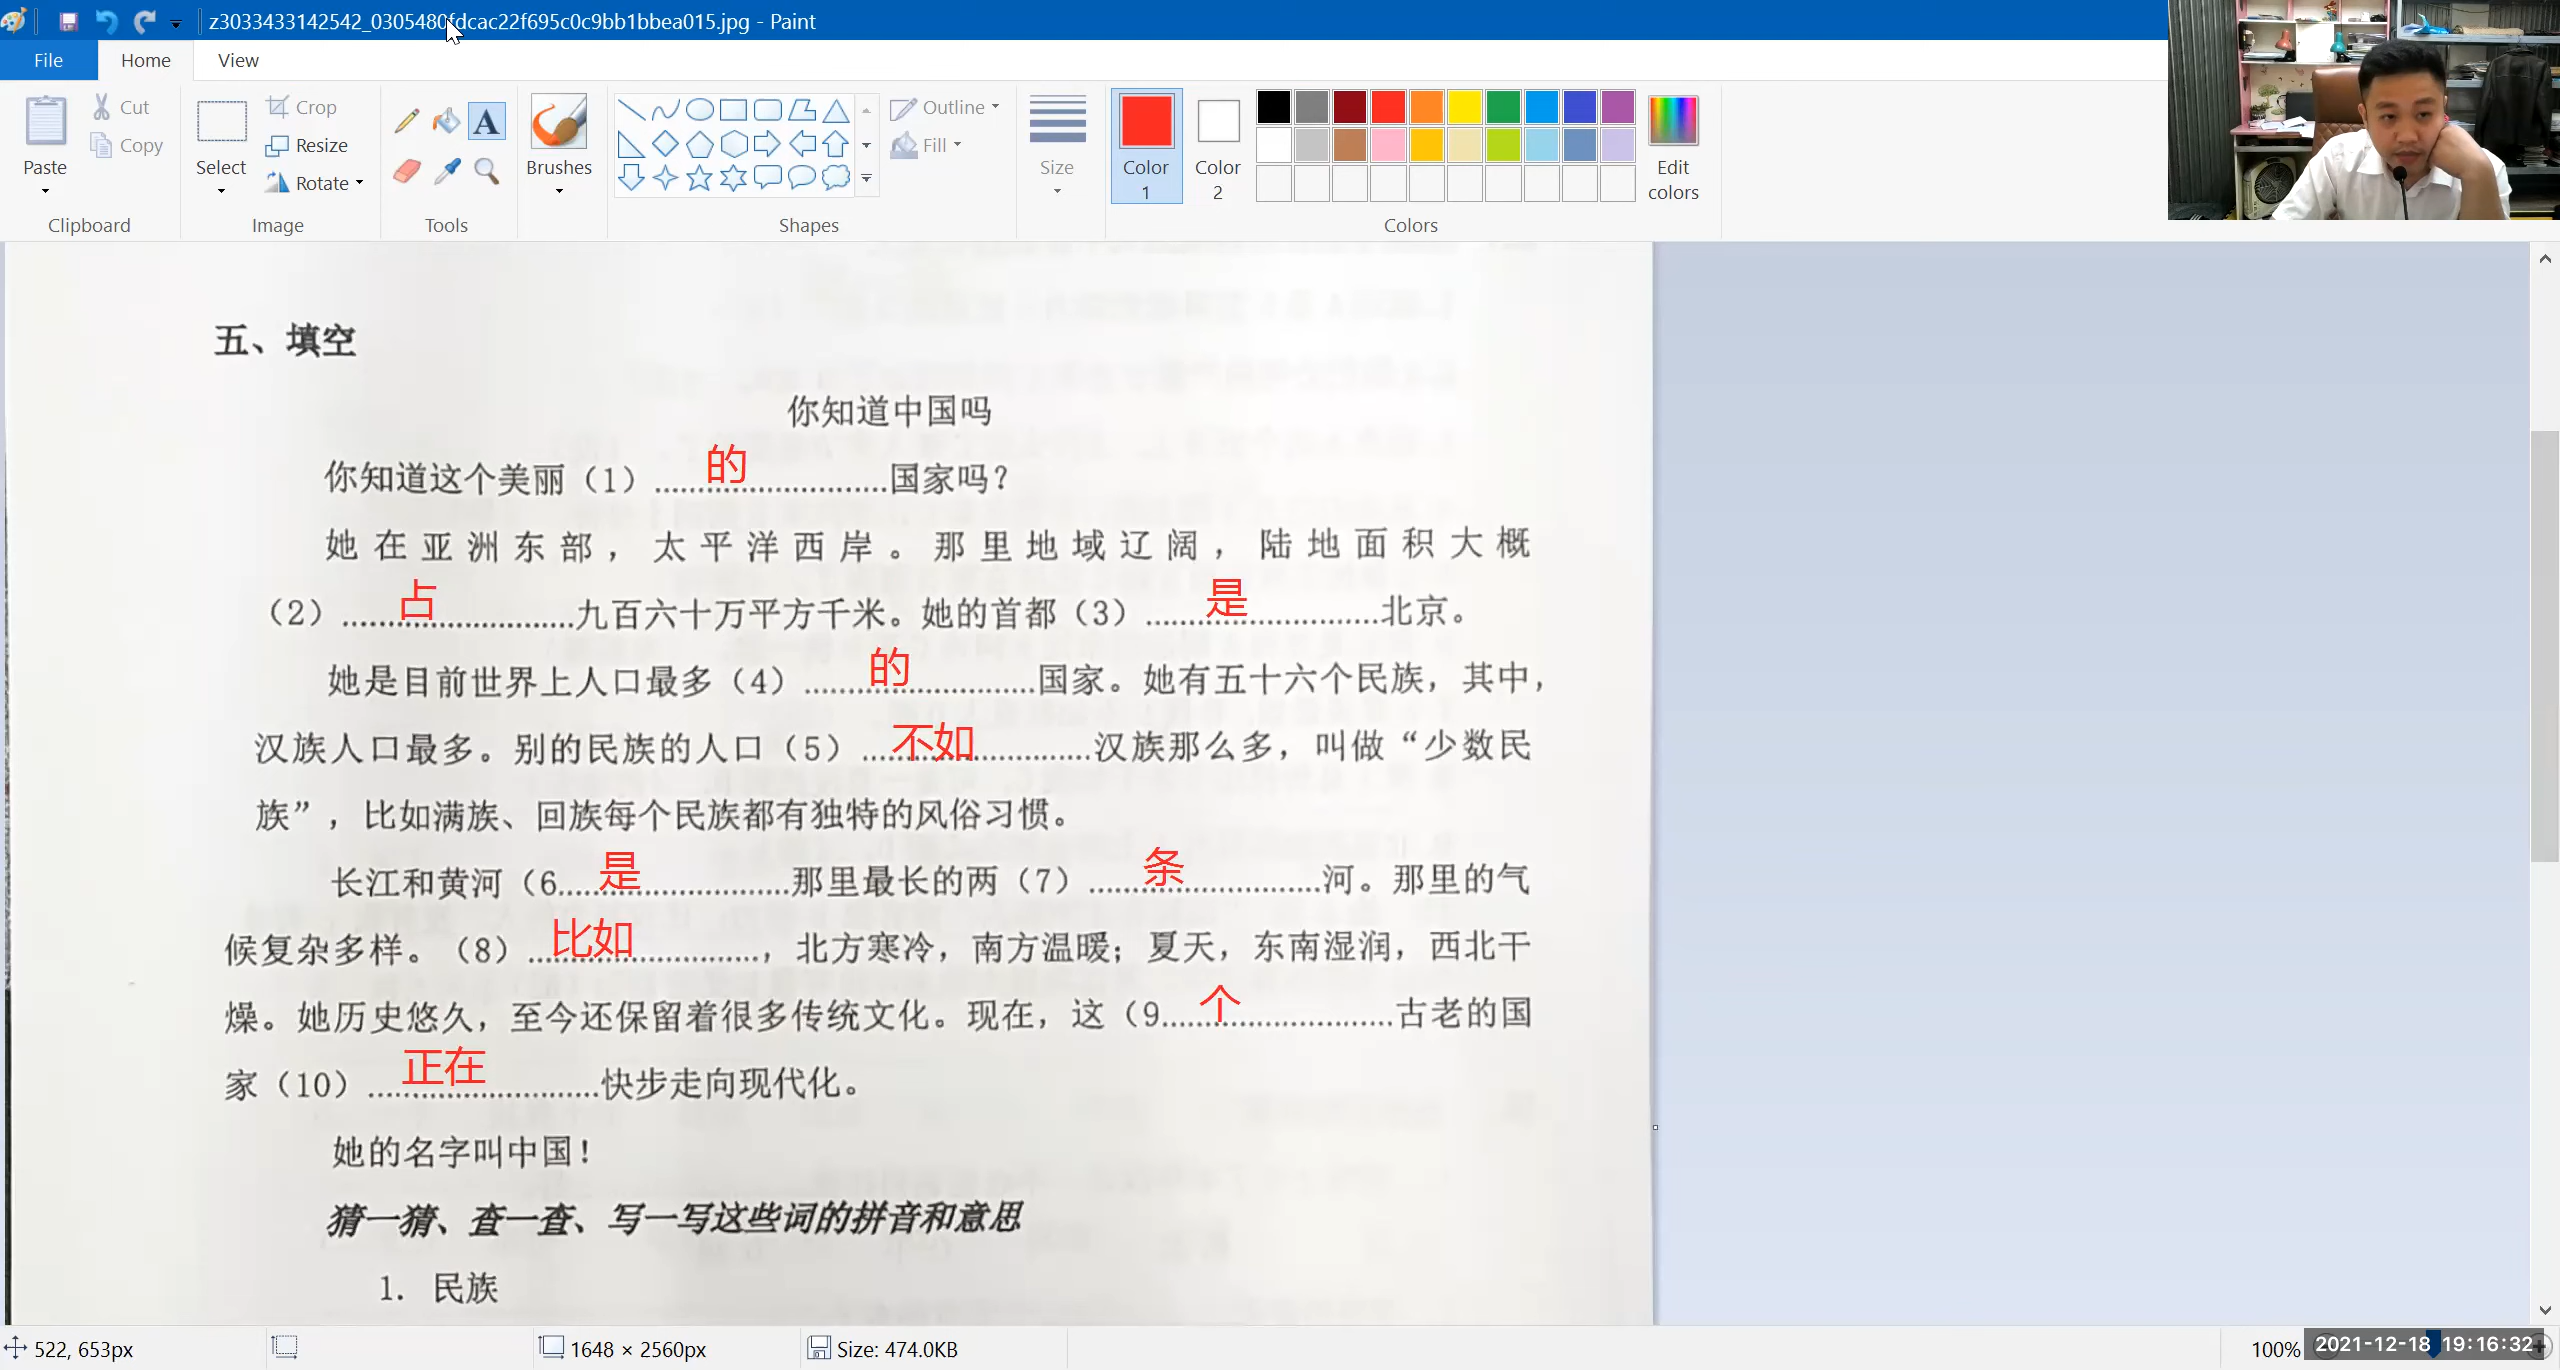 z3033433142542_0305480fdcac22f695c0c9bb1bbea015.jpg - Paint
File Home View
Paste
Cut
Copy
Clipboard
Select
Crop
Resize
Rotate
Image
Tools
Brushes
Shapes
Outline
Fill
Size
Color 1
Color 2
Edit colors
Colors
五、填空
你知道中国吗
你知道这个美丽（1）的国家吗？
她在亚洲东部，太平洋西岸。那里地域辽阔，陆地面积大概
（2）占九百六十万平方千米。她的首都（3）是北京。
她是目前世界上人口最多（4）的国家。她有五十六个民族，其中，
汉族人口最多。别的民族的人口（5）不如汉族那么多，叫做“少数民
族”，比如满族、回族每个民族都有独特的风俗习惯。
长江和黄河（6是那里最长的两（7）条河。那里的气
候复杂多样。（8）比如，北方寒冷，南方温暖；夏天，东南湿润，西北干
燥。她历史悠久，至今还保留着很多传统文化。现在，这（9个古老的国
家（10）正在快步走向现代化。
她的名字叫中国！
猜一猜、查一查、写一写这些词的拼音和意思
1. 民族
522, 653px
1648 × 2560px
Size: 474.0KB
100%
2021-12-18 19:16:32